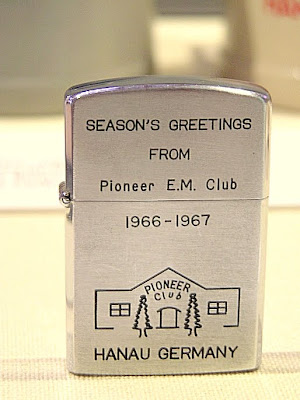 SEASON'S GREETINGS
FROM
Pioneer E.M. Club
1966-1967
PIONEER
Club
HANAU GERMANY